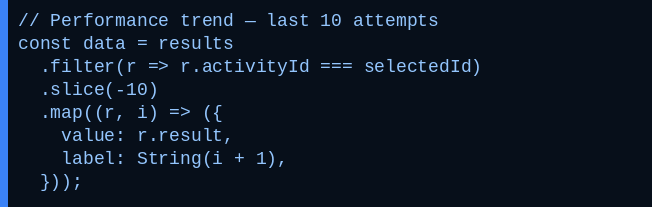 // Performance trend — last 10 attempts
const data = results
  .filter(r => r.activityId === selectedId)
  .slice(-10)
  .map((r, i) => ({
    value: r.result,
    label: String(i + 1),
  }));